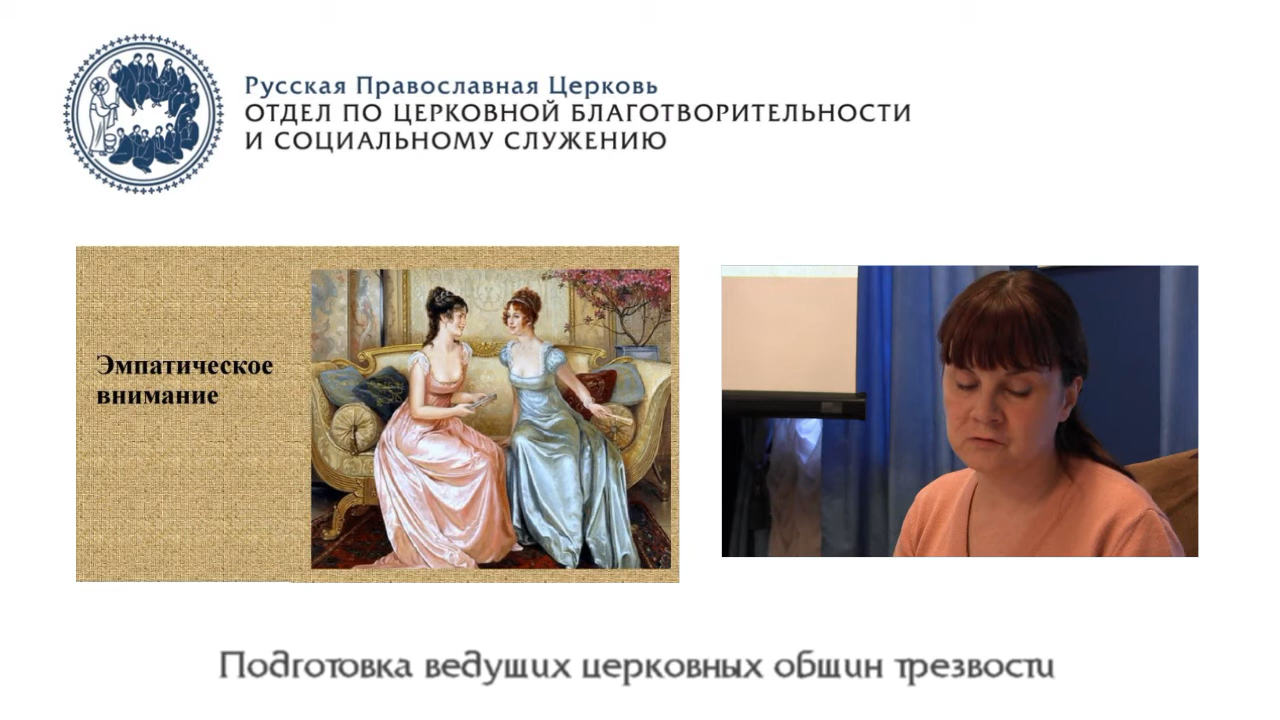 Русская Православная Церковь
ОТДЕЛ ПО ЦЕРКОВНОЙ БЛАГОТВОРИТЕЛЬНОСТИ
И СОЦИАЛЬНОМУ СЛУЖЕНИЮ
Эмпатическое
внимание
Подготовка ведущих церковных общин трезвости